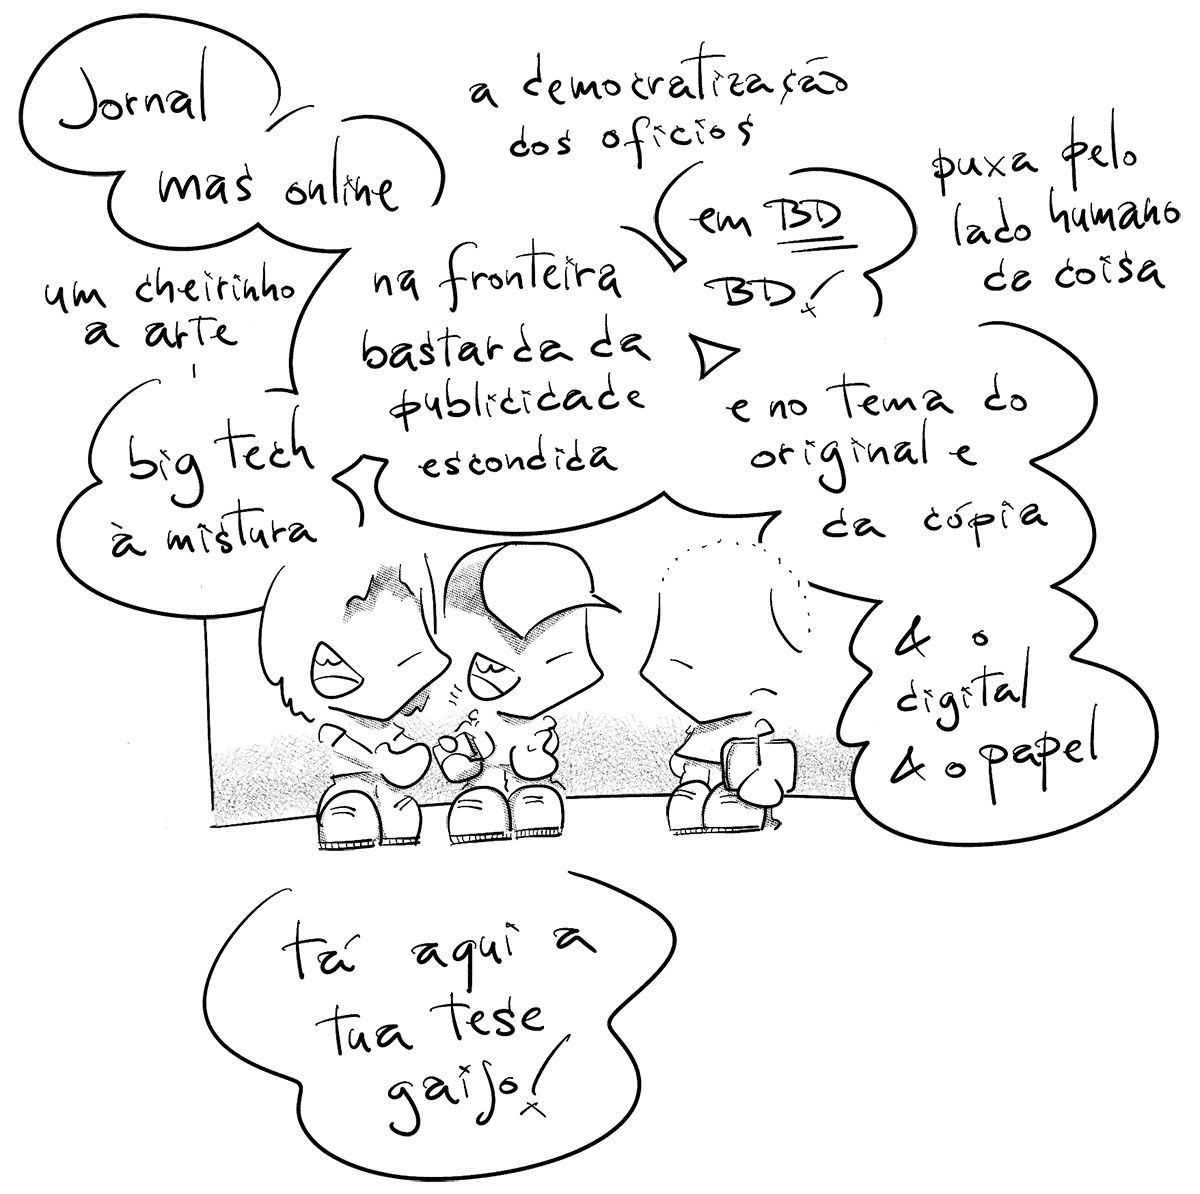 Jornal
mas online
a democratização
dos ofícios
em BD
BD!
puxa pelo
lado humano
da coisa
um cheirinho
a arte
na fronteira
bastarda da
publicidade
escondida
big tech
à mistura
e no tema do
original e
da cópia
& o
digital
& o papel
tá aqui a
tua tese
gaijo!